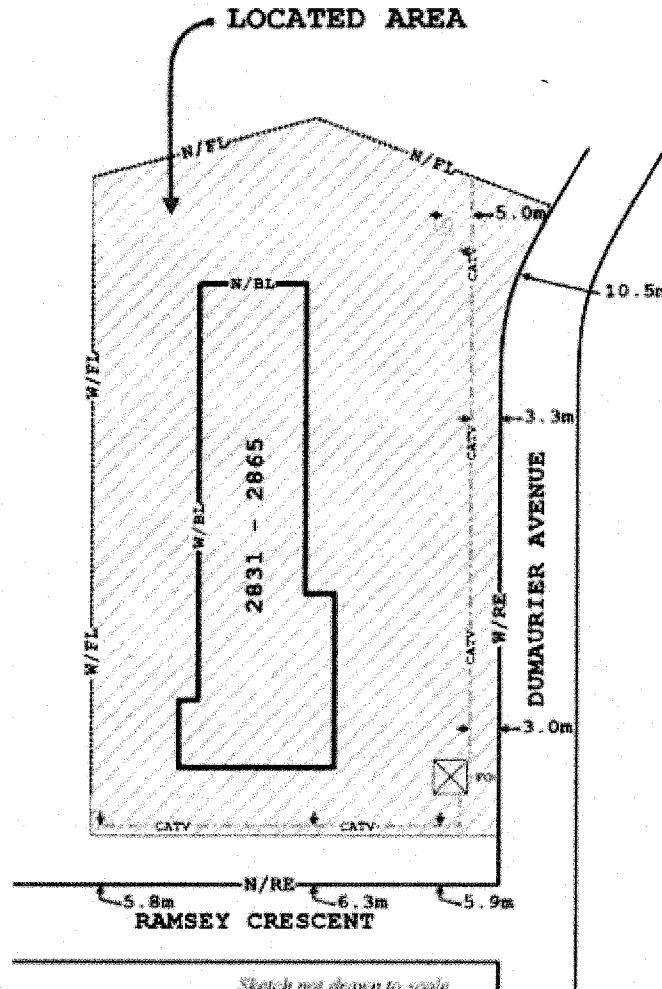 LOCATED AREA
N/FL
N/FL
5.0m
CATV
10.5m
N/BL
W/FL
3.3m
CATV
2831 - 2865
W/BL
DUMAURIER AVENUE
W/RE
W/FL
CATV
3.0m
CATV
CATV
N/RE
5.8m
6.3m
5.9m
RAMSEY CRESCENT
Sketch not drawn to scale